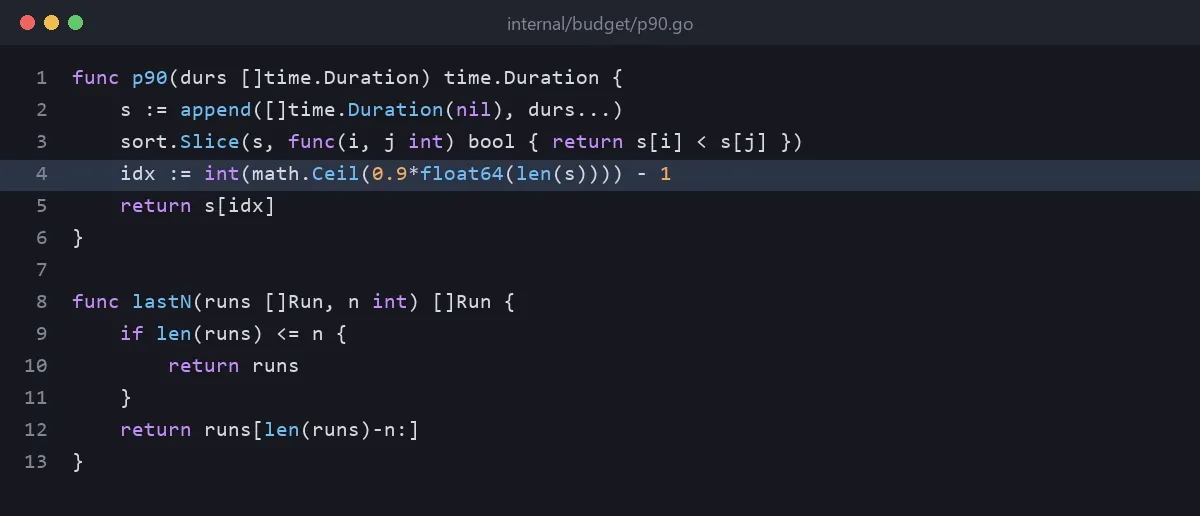 internal/budget/p90.go
1 func p90(durs []time.Duration) time.Duration {
2     s := append([]time.Duration(nil), durs...)
3     sort.Slice(s, func(i, j int) bool { return s[i] < s[j] })
4     idx := int(math.Ceil(0.9*float64(len(s)))) - 1
5     return s[idx]
6 }
7
8 func lastN(runs []Run, n int) []Run {
9     if len(runs) <= n {
10         return runs
11     }
12     return runs[len(runs)-n:]
13 }